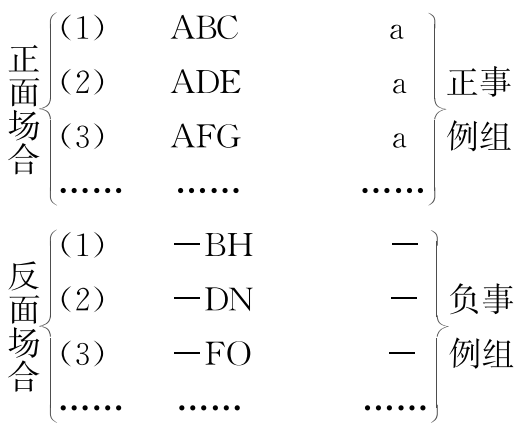 正面场合
(1) ABC a
(2) ADE a
(3) AFG a
…… …… ……
正事例组
反面场合
(1) —BH —
(2) —DN —
(3) —FO —
…… …… ……
负事例组